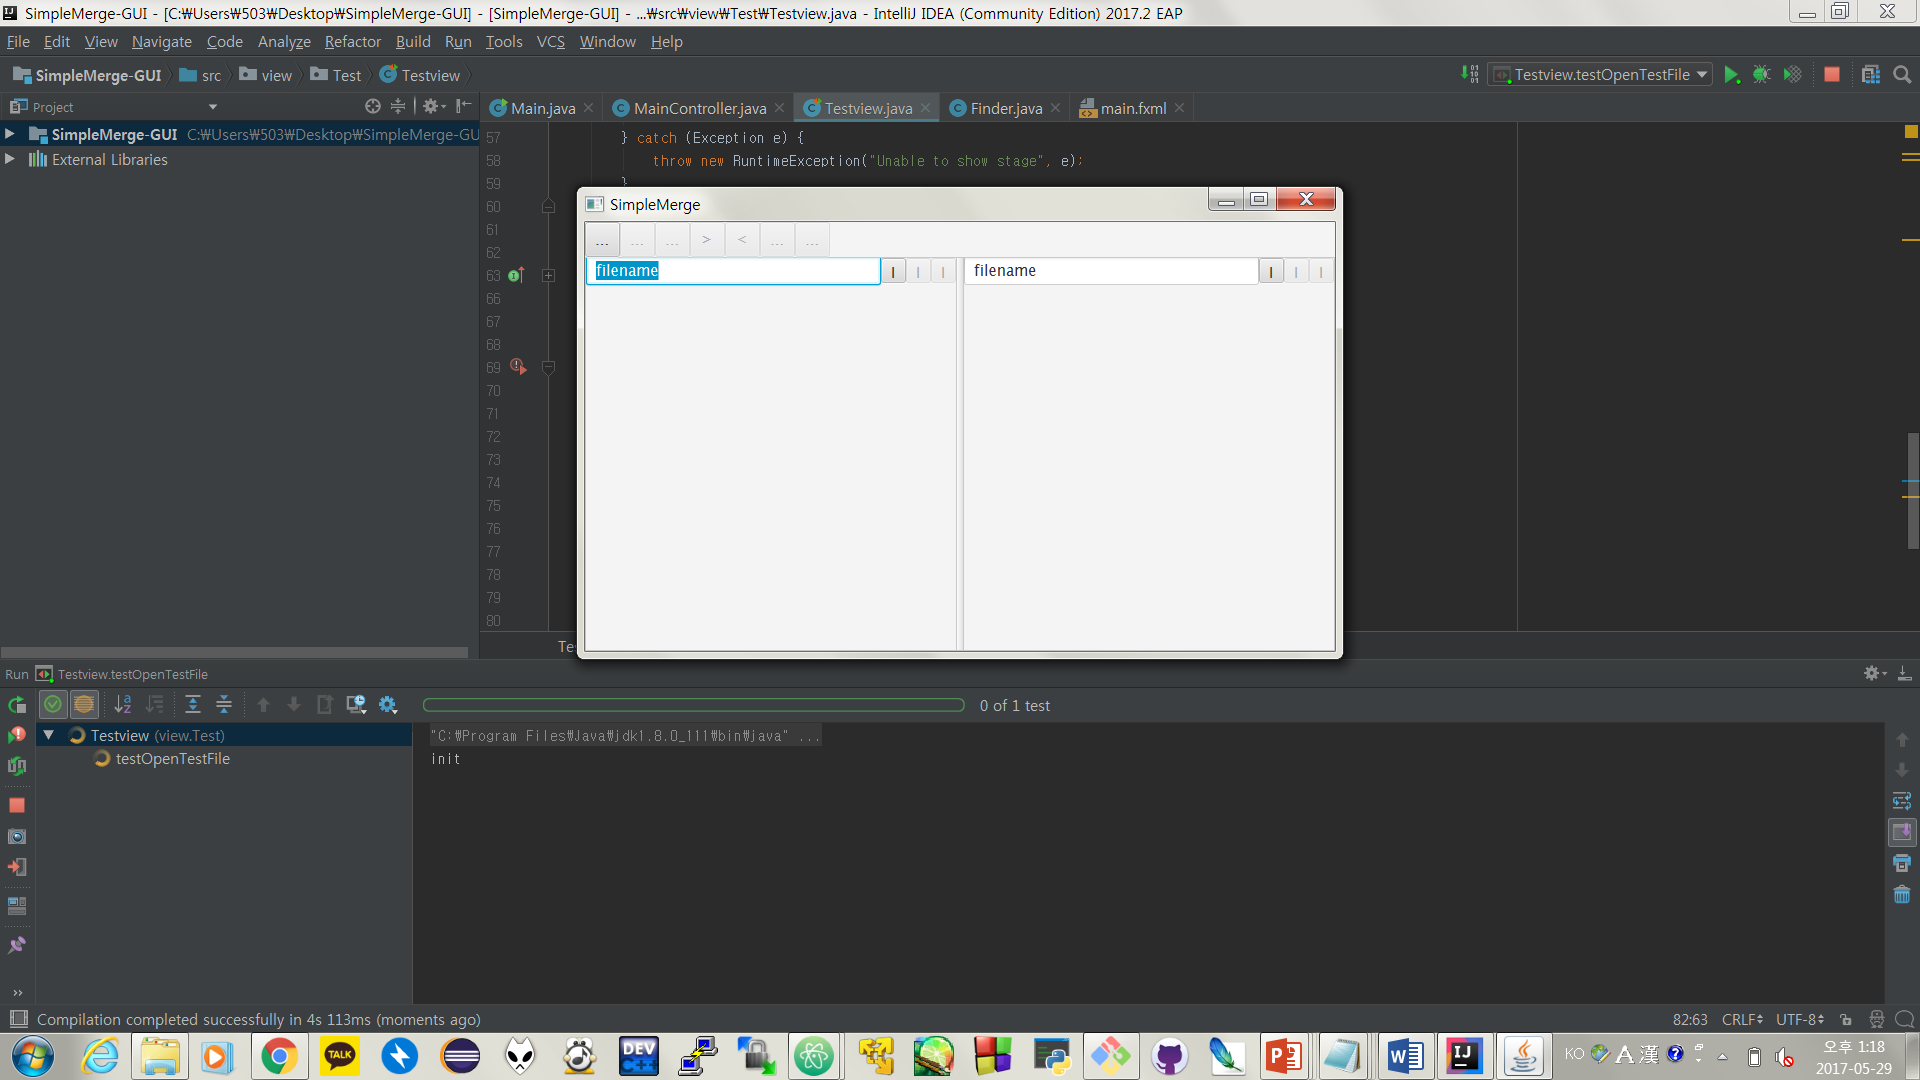 SimpleMerge-GUI - [C:₩Users₩503₩Desktop₩SimpleMerge-GUI] - [SimpleMerge-GUI] - ...₩src₩view₩Test₩Testview.java - IntelliJ IDEA (Community Edition) 2017.2 EAP
File Edit View Navigate Code Analyze Refactor Build Run Tools VCS Window Help
SimpleMerge-GUI src view Test Testview Testview.testOpenTestFile
Project Main.java MainController.java Testview.java Finder.java main.fxml
SimpleMerge-GUI C:₩Users₩503₩Desktop₩SimpleMerge-GU
External Libraries
57 } catch (Exception e) {
58 throw new RuntimeException("Unable to show stage", e);
59 }
60
61
62
63
66
67
68
69
70
71
72
73
74
75
76
77
78
79
80
SimpleMerge
... ... ... > < ... ...
filename | | | filename | | |
Te
Run Testview.testOpenTestFile
0 of 1 test
Testview (view.Test)
testOpenTestFile
"C:₩Program Files₩Java₩jdk1.8.0_111₩bin₩java" ...
init
Compilation completed successfully in 4s 113ms (moments ago) 82:63 CRLF UTF-8
TALK DEV C++ KO A 漢 오후 1:18
2017-05-29